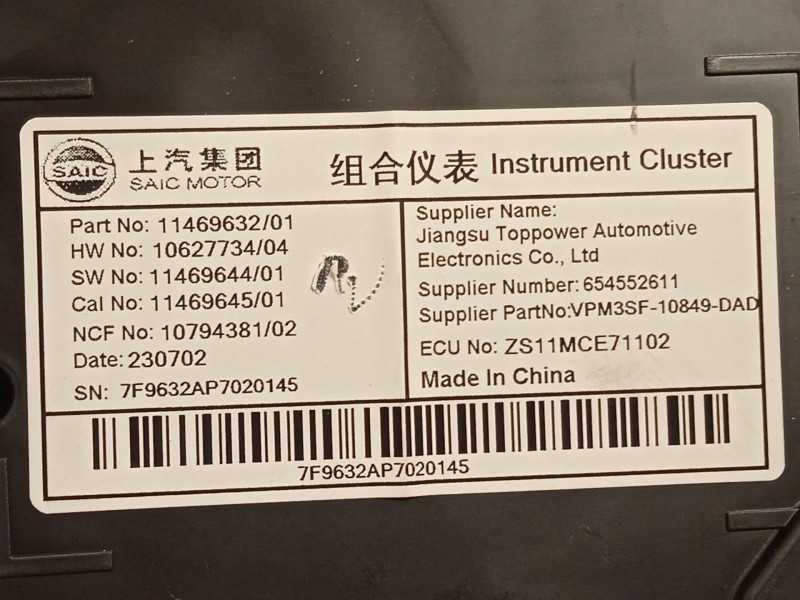 SAIC
上汽集团
SAIC MOTOR
组合仪表 Instrument Cluster
Part No: 11469632/01
HW No: 10627734/04
SW No: 11469644/01
Cal No: 11469645/01
NCF No: 10794381/02
Date: 230702
SN: 7F9632AP7020145
Supplier Name:
Jiangsu Toppower Automotive
Electronics Co., Ltd
Supplier Number: 654552611
Supplier PartNo:VPM3SF-10849-DAD
ECU No: ZS11MCE71102
Made In China
7F9632AP7020145